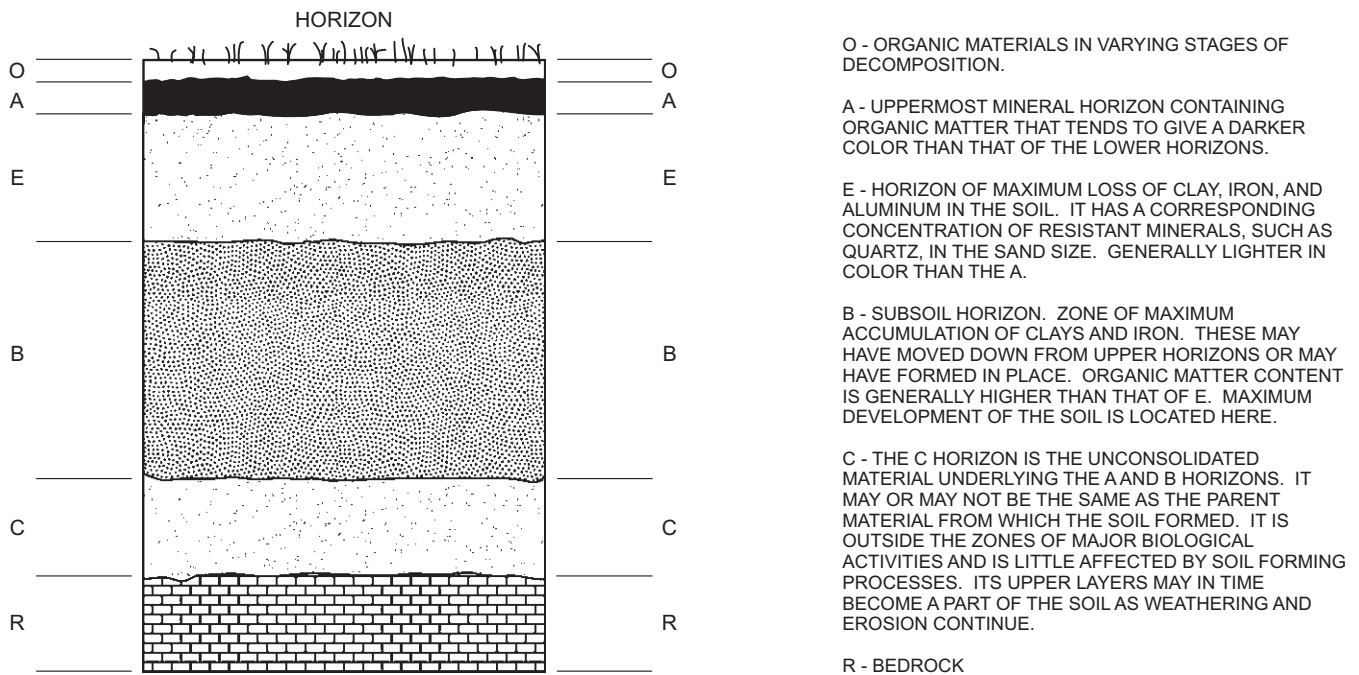 HORIZON
O
A
E
B
C
R
O
A
E
B
C
R
O - ORGANIC MATERIALS IN VARYING STAGES OF
DECOMPOSITION.
A - UPPERMOST MINERAL HORIZON CONTAINING
ORGANIC MATTER THAT TENDS TO GIVE A DARKER
COLOR THAN THAT OF THE LOWER HORIZONS.
E - HORIZON OF MAXIMUM LOSS OF CLAY, IRON, AND
ALUMINUM IN THE SOIL. IT HAS A CORRESPONDING
CONCENTRATION OF RESISTANT MINERALS, SUCH AS
QUARTZ, IN THE SAND SIZE. GENERALLY LIGHTER IN
COLOR THAN THE A.
B - SUBSOIL HORIZON. ZONE OF MAXIMUM
ACCUMULATION OF CLAYS AND IRON. THESE MAY
HAVE MOVED DOWN FROM UPPER HORIZONS OR MAY
HAVE FORMED IN PLACE. ORGANIC MATTER CONTENT
IS GENERALLY HIGHER THAN THAT OF E. MAXIMUM
DEVELOPMENT OF THE SOIL IS LOCATED HERE.
C - THE C HORIZON IS THE UNCONSOLIDATED
MATERIAL UNDERLYING THE A AND B HORIZONS. IT
MAY OR MAY NOT BE THE SAME AS THE PARENT
MATERIAL FROM WHICH THE SOIL FORMED. IT IS
OUTSIDE THE ZONES OF MAJOR BIOLOGICAL
ACTIVITIES AND IS LITTLE AFFECTED BY SOIL FORMING
PROCESSES. ITS UPPER LAYERS MAY IN TIME
BECOME A PART OF THE SOIL AS WEATHERING AND
EROSION CONTINUE.
R - BEDROCK